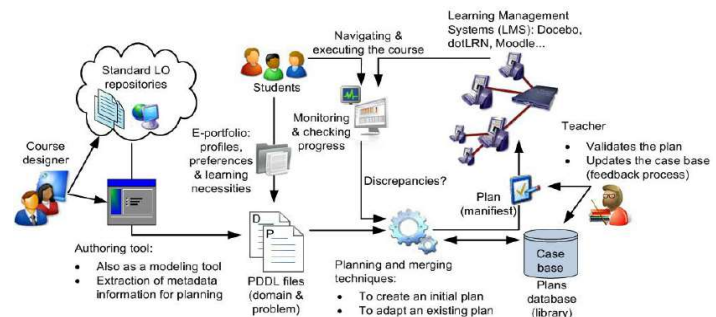 Navigating &
executing the course
Learning Management
Systems (LMS): Docebo,
dotLRN, Moodle...
Standard LO
repositories
Students
Course
designer
E-portfolio:
profiles,
preferences
& learning
necessities
Monitoring
& checking
progress
Teacher
• Validates the plan
• Updates the case base
(feedback process)
Discrepancies?
Plan
(manifiest)
D
P
Authoring tool:
• Also as a modeling tool
• Extraction of metadata
information for planning
PDDL files
(domain &
problem)
Planning and merging
techniques:
• To create an initial plan
• To adapt an existing plan
Case
base
Plans
database
(library)